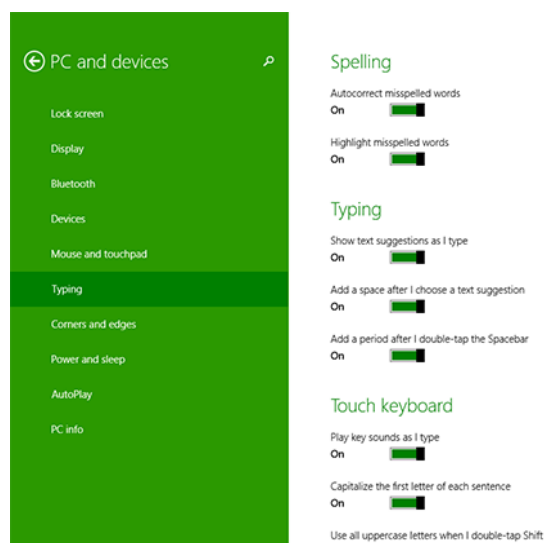 PC and devices
Lock screen
Display
Bluetooth
Devices
Mouse and touchpad
Typing
Corners and edges
Power and sleep
AutoPlay
PC info
Spelling
Autocorrect misspelled words
On
Highlight misspelled words
On
Typing
Show text suggestions as I type
On
Add a space after I choose a text suggestion
On
Add a period after I double-tap the Spacebar
On
Touch keyboard
Play key sounds as I type
On
Capitalize the first letter of each sentence
On
Use all uppercase letters when I double-tap Shift